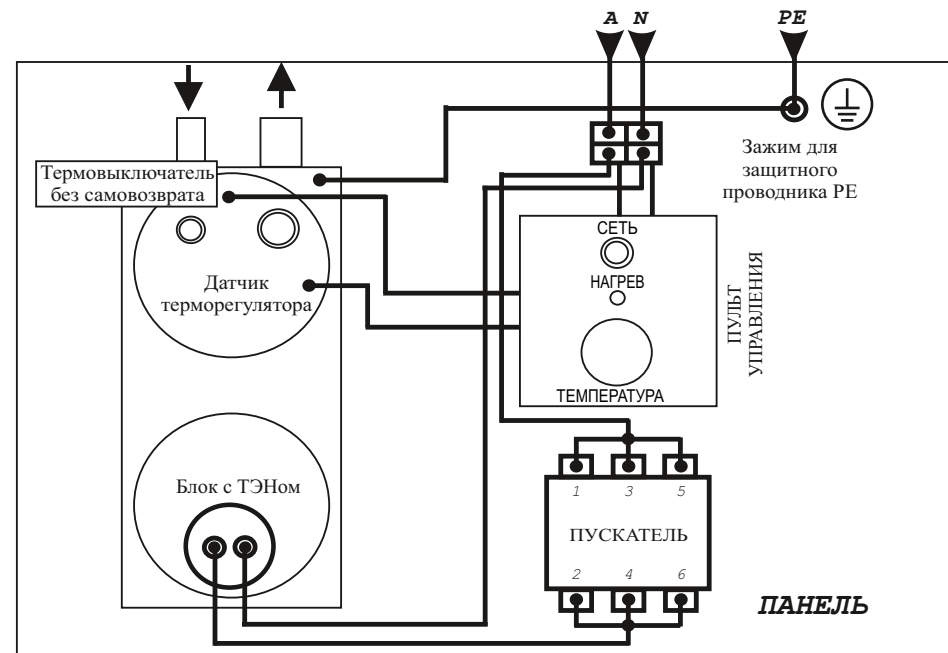 A N PE
Зажим для
защитного
проводника PE
Термовыключатель
без самовозврата
СЕТЬ
НАГРЕВ
ТЕМПЕРАТУРА
ПУЛЬТ
УПРАВЛЕНИЯ
Датчик
терморегулятора
Блок с ТЭНом
1 3 5
ПУСКАТЕЛЬ
2 4 6
ПАНЕЛЬ